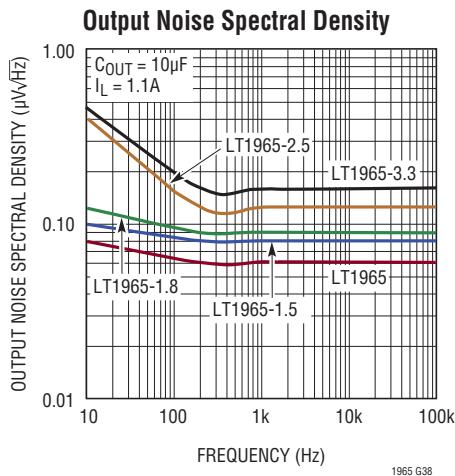 Output Noise Spectral Density
OUTPUT NOISE SPECTRAL DENSITY (µV√Hz)
1.00
0.10
0.01
COUT = 10µF
IL = 1.1A
LT1965-2.5
LT1965-3.3
LT1965-1.8
LT1965
LT1965-1.5
10
100
1k
10k
100k
FREQUENCY (Hz)
1965 G38